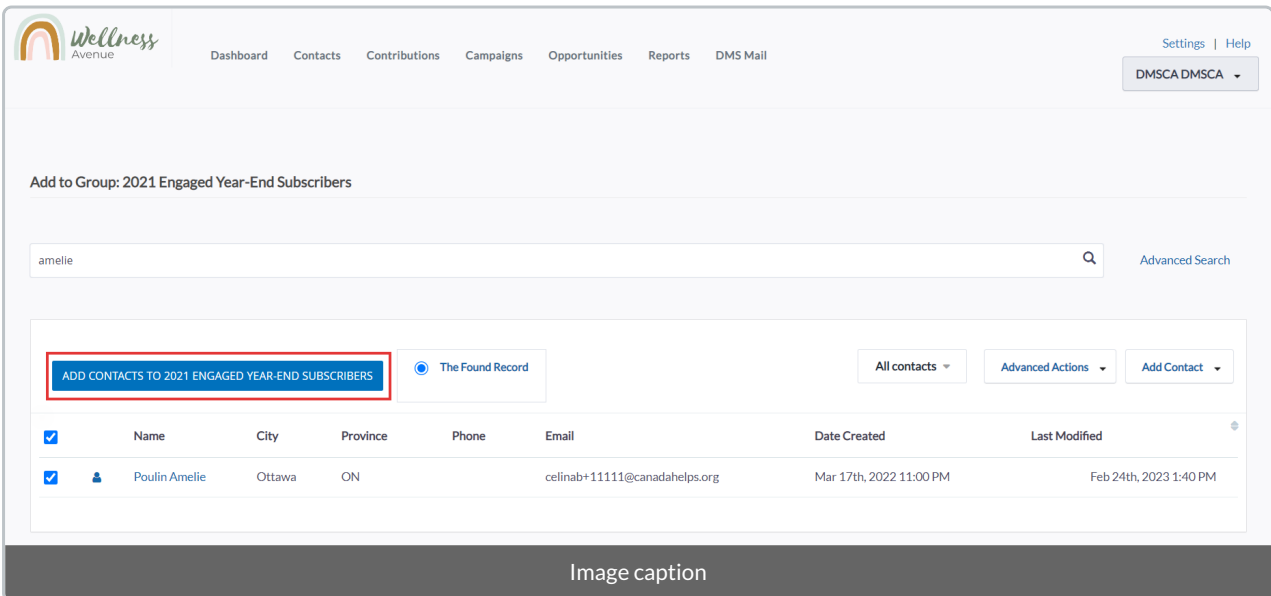 Wellness
Avenue
Dashboard Contacts Contributions Campaigns Opportunities Reports DMS Mail
Settings | Help
DMSCA DMSCA
Add to Group: 2021 Engaged Year-End Subscribers
amelie
Advanced Search
ADD CONTACTS TO 2021 ENGAGED YEAR-END SUBSCRIBERS The Found Record All contacts Advanced Actions Add Contact
Name City Province Phone Email Date Created Last Modified
Poulin Amelie Ottawa ON celinab+11111@canadahelps.org Mar 17th, 2022 11:00 PM Feb 24th, 2023 1:40 PM
Image caption